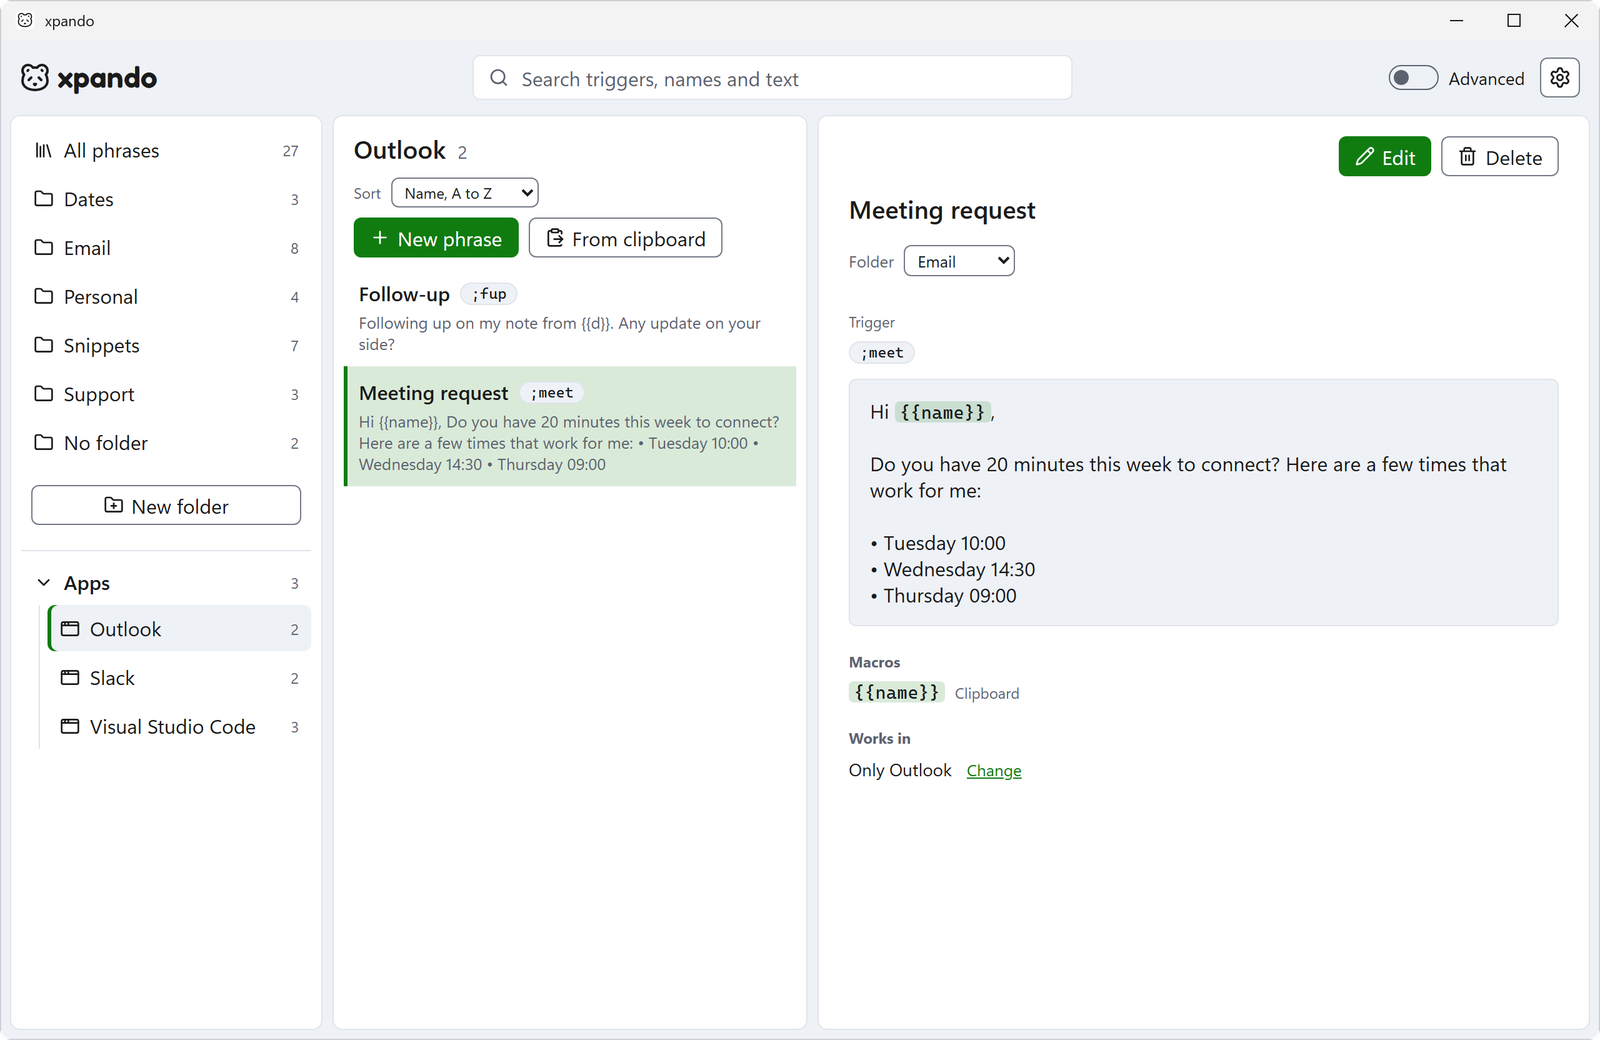 xpando
xpando
Search triggers, names and text
Advanced
All phrases 27
Dates 3
Email 8
Personal 4
Snippets 7
Support 3
No folder 2
New folder
Apps 3
Outlook 2
Slack 2
Visual Studio Code 3
Outlook 2
Sort Name, A to Z
New phrase From clipboard
Follow-up ;fup
Following up on my note from {{d}}. Any update on your
side?
Meeting request ;meet
Hi {{name}}, Do you have 20 minutes this week to connect?
Here are a few times that work for me: • Tuesday 10:00 •
Wednesday 14:30 • Thursday 09:00
Edit Delete
Meeting request
Folder Email
Trigger
;meet
Hi {{name}},
Do you have 20 minutes this week to connect? Here are a few times that
work for me:
• Tuesday 10:00
• Wednesday 14:30
• Thursday 09:00
Macros
{{name}} Clipboard
Works in
Only Outlook Change